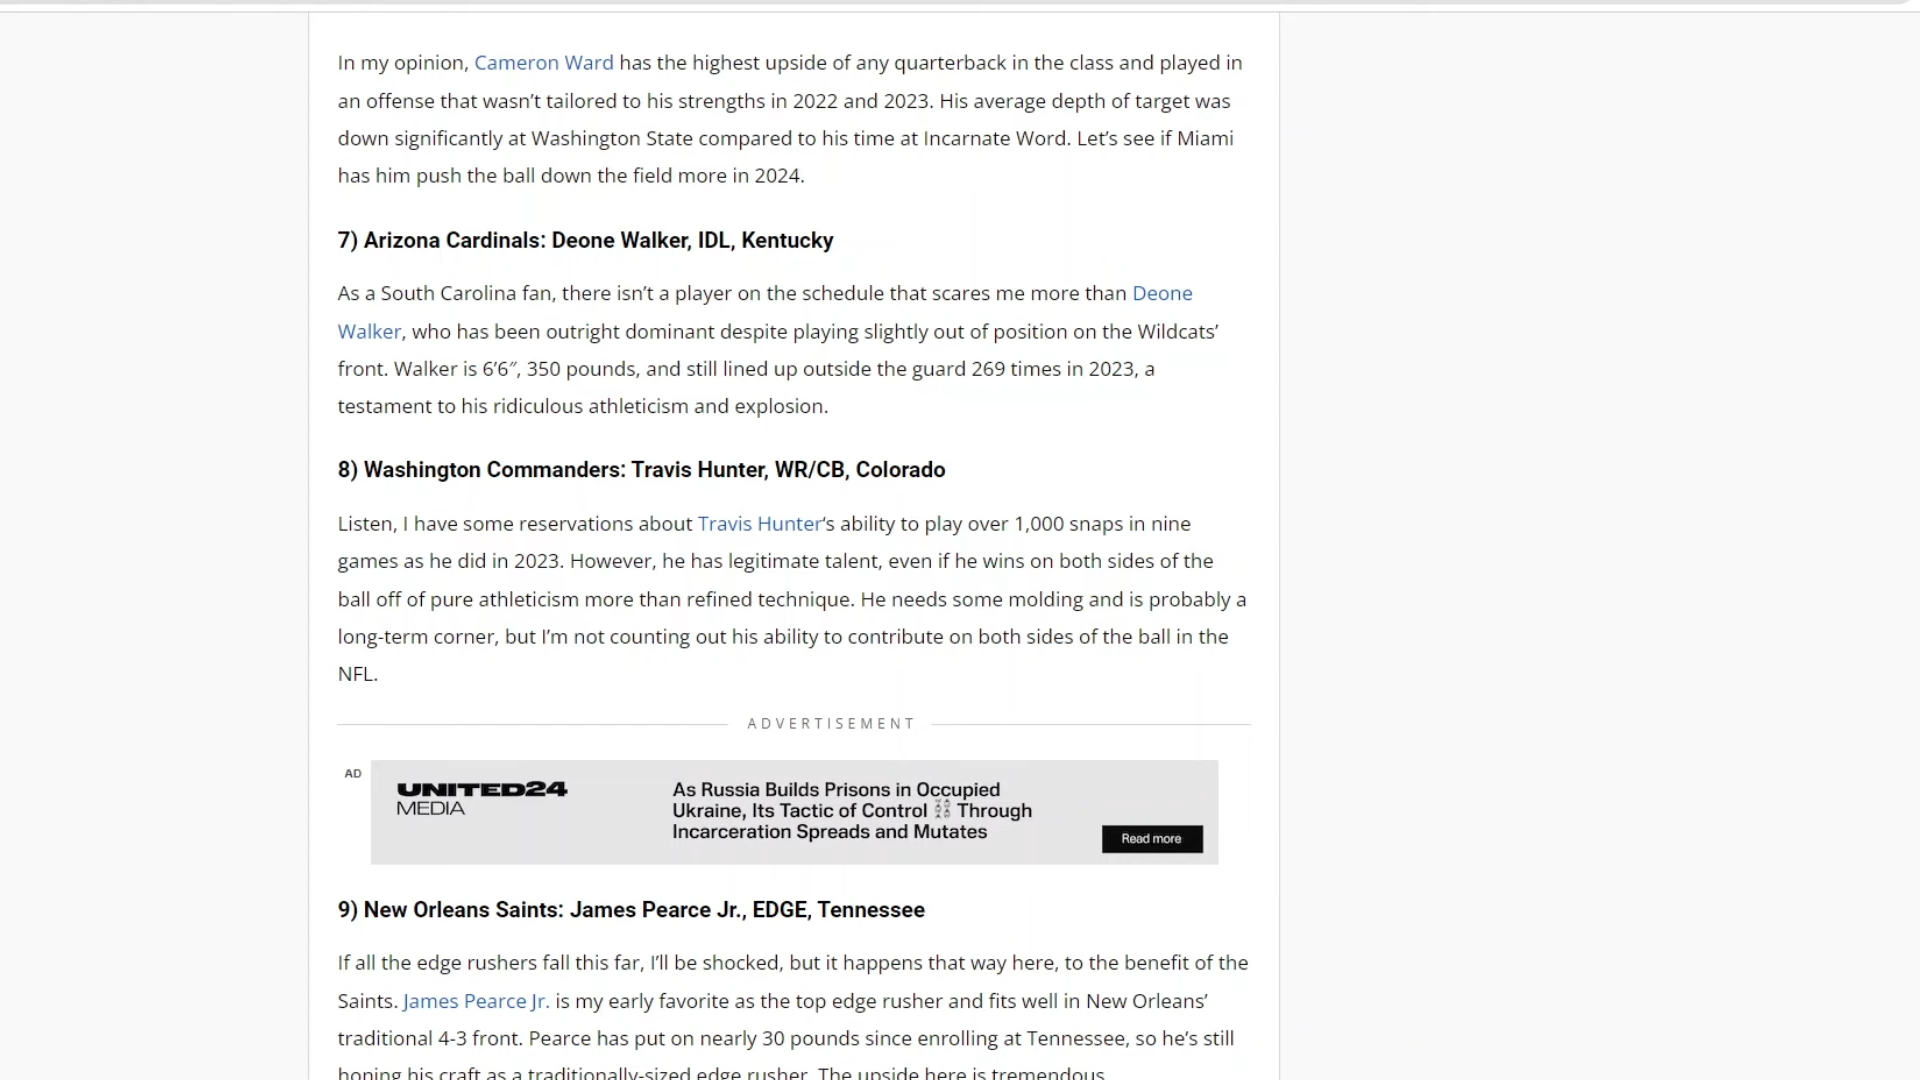 In my opinion, Cameron Ward has the highest upside of any quarterback in the class and played in
an offense that wasn’t tailored to his strengths in 2022 and 2023. His average depth of target was
down significantly at Washington State compared to his time at Incarnate Word. Let’s see if Miami
has him push the ball down the field more in 2024.
7) Arizona Cardinals: Deone Walker, IDL, Kentucky
As a South Carolina fan, there isn’t a player on the schedule that scares me more than Deone
Walker, who has been outright dominant despite playing slightly out of position on the Wildcats’
front. Walker is 6’6″, 350 pounds, and still lined up outside the guard 269 times in 2023, a
testament to his ridiculous athleticism and explosion.
8) Washington Commanders: Travis Hunter, WR/CB, Colorado
Listen, I have some reservations about Travis Hunter‘s ability to play over 1,000 snaps in nine
games as he did in 2023. However, he has legitimate talent, even if he wins on both sides of the
ball off of pure athleticism more than refined technique. He needs some molding and is probably a
long-term corner, but I’m not counting out his ability to contribute on both sides of the ball in the
NFL.
ADVERTISEMENT
AD
UNITED24
MEDIA
As Russia Builds Prisons in Occupied
Ukraine, Its Tactic of Control ⛓ Through
Incarceration Spreads and Mutates
Read more
9) New Orleans Saints: James Pearce Jr., EDGE, Tennessee
If all the edge rushers fall this far, I’ll be shocked, but it happens that way here, to the benefit of the
Saints. James Pearce Jr. is my early favorite as the top edge rusher and fits well in New Orleans’
traditional 4-3 front. Pearce has put on nearly 30 pounds since enrolling at Tennessee, so he’s still
honing his craft as a traditionally-sized edge rusher. The upside here is tremendous.